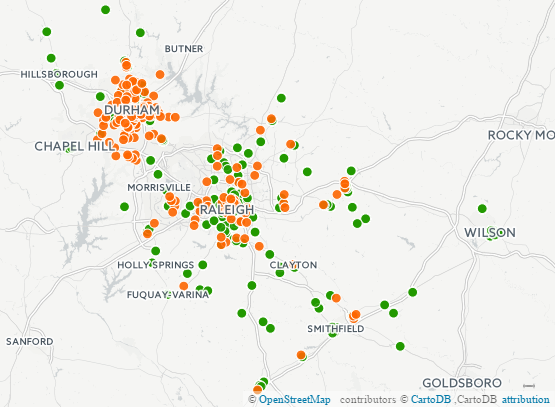 BUTNER
HILLSBOROUGH
DURHAM
ROCKY MO
CHAPEL HILL
MORRISVILLE
RALEIGH
WILSON
HOLLY SPRINGS
CLAYTON
FUQUAY-VARINA
SMITHFIELD
SANFORD
GOLDSBORO
© OpenStreetMap contributors © CartoDB ,CartoDB attribution